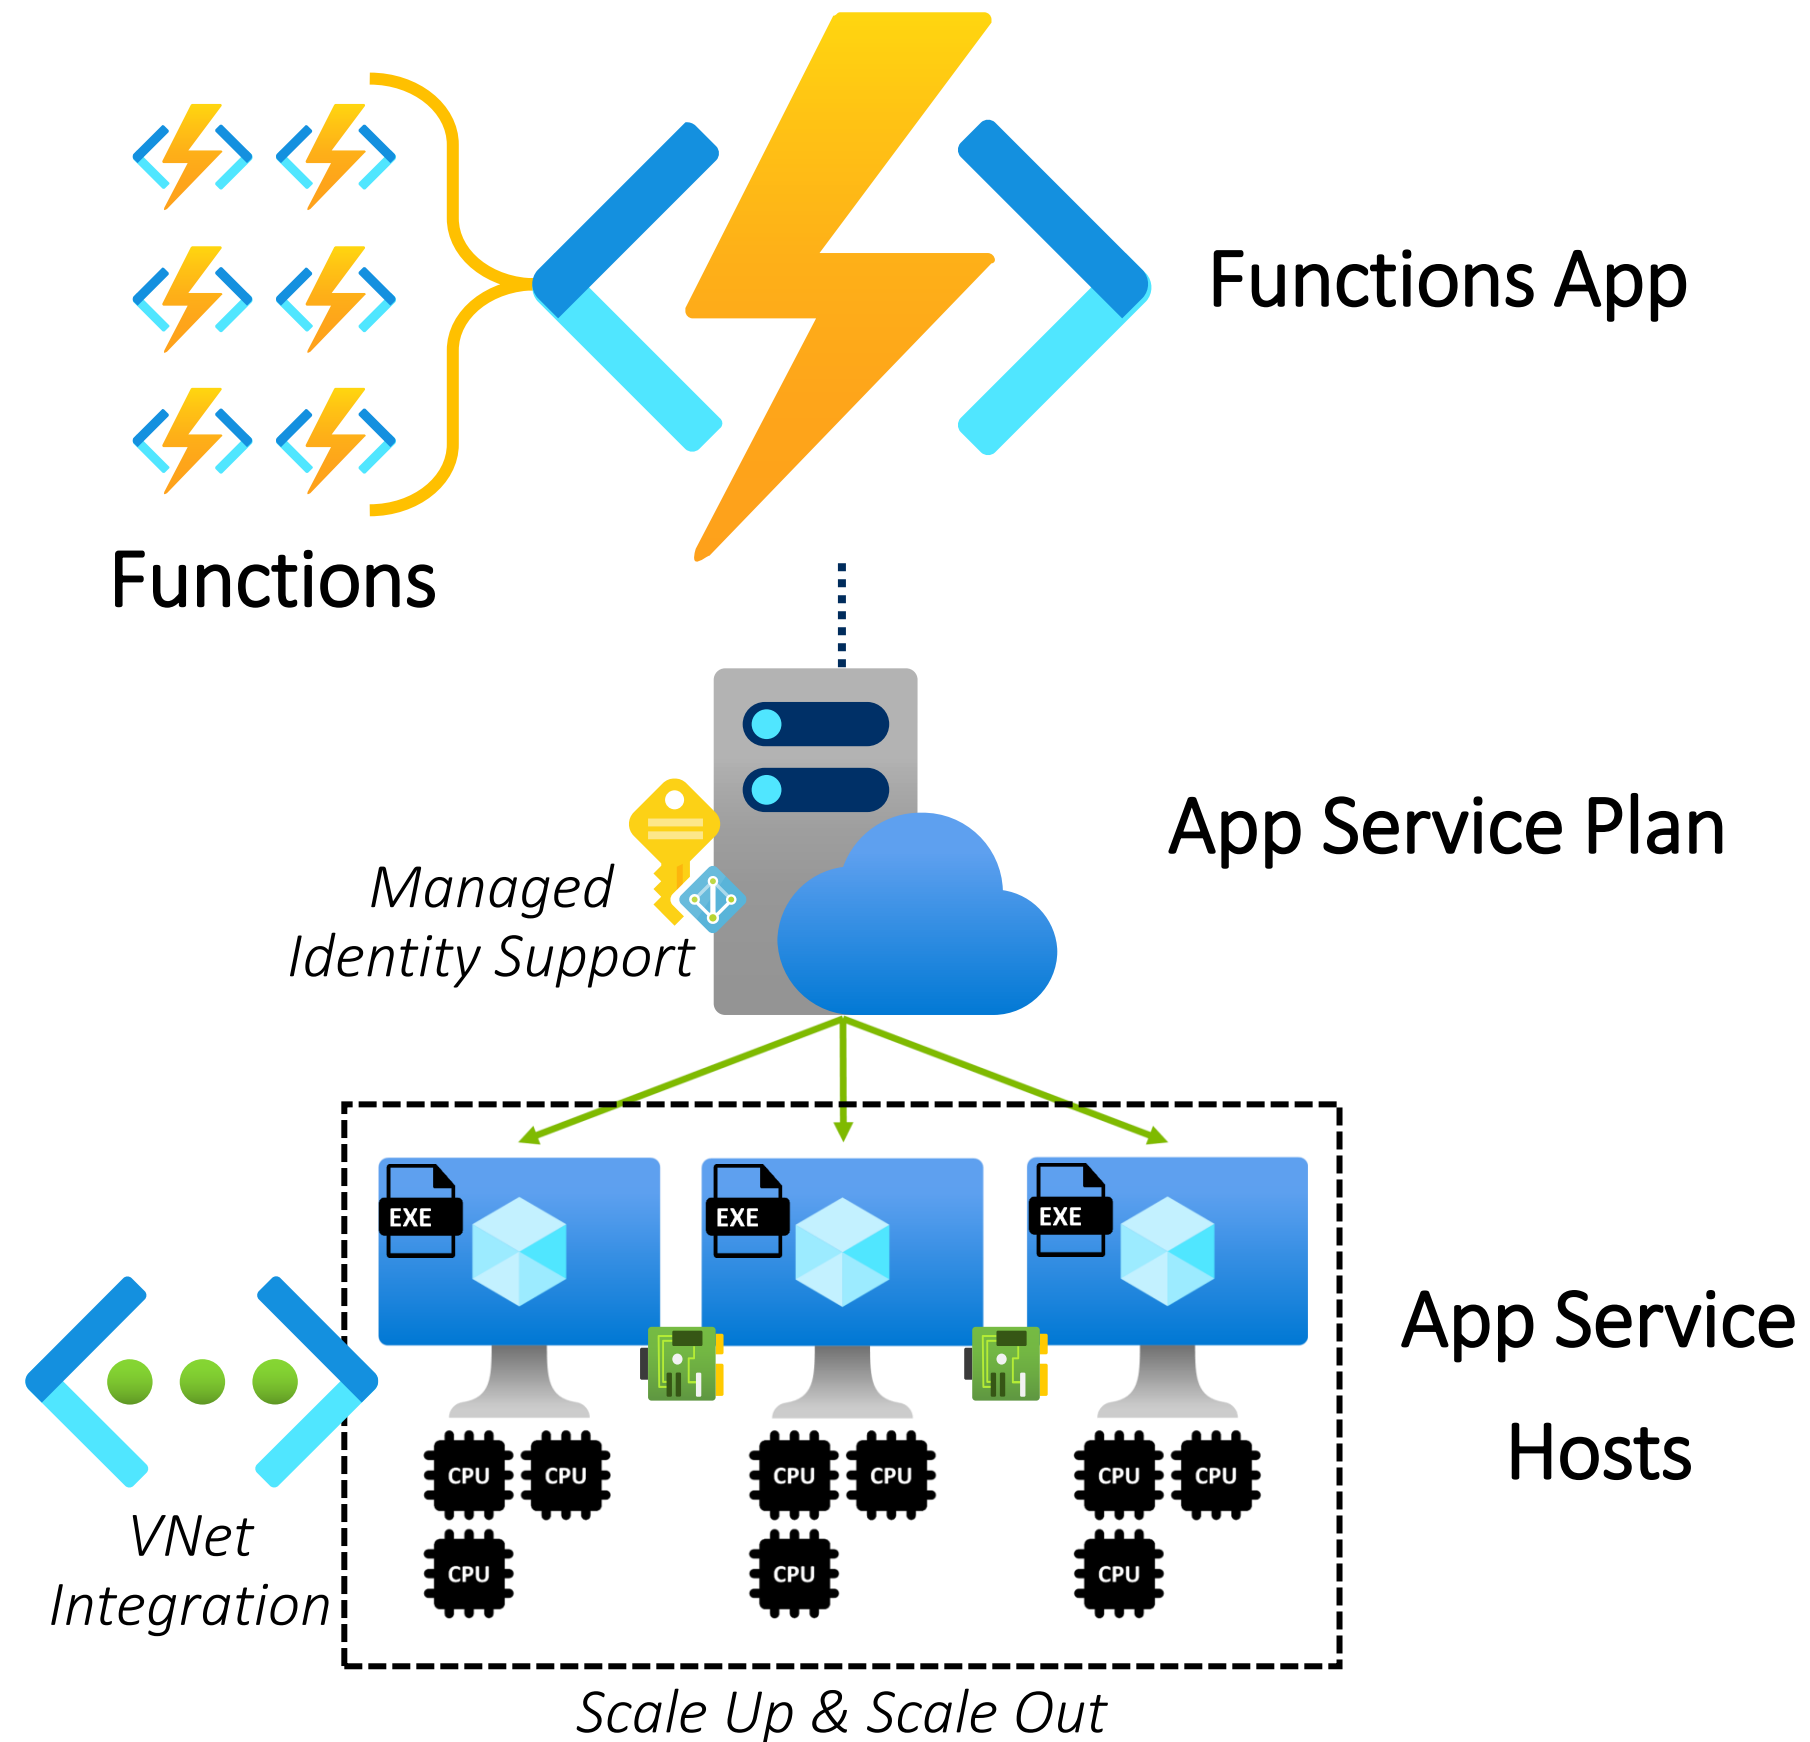 Functions App
Functions
App Service Plan
Managed
Identity Support
EXE
EXE
EXE
App Service
Hosts
CPU
CPU
CPU
CPU
CPU
CPU
CPU
CPU
CPU
VNet
Integration
Scale Up & Scale Out